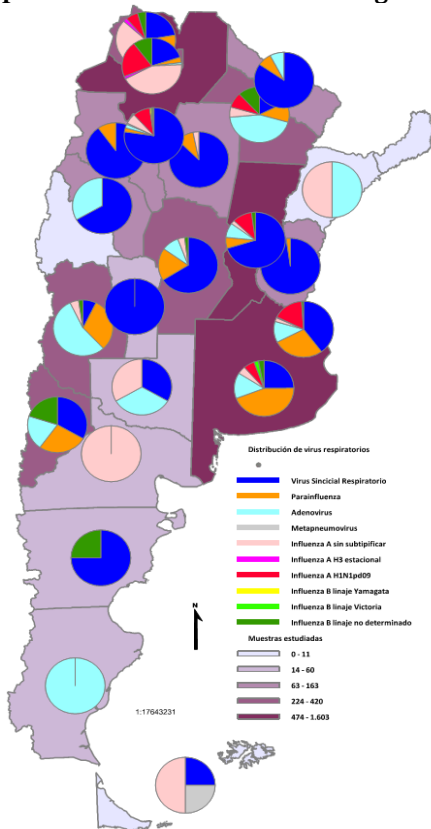 Distribución de virus respiratorios
Virus Sincicial Respiratorio
Parainfluenza
Adenovirus
Metapneumovirus
Influenza A sin subtipificar
Influenza A H3 estacional
Influenza A H1N1pd09
Influenza B linaje Yamagata
Influenza B linaje Victoria
Influenza B linaje no determinado
Muestras estudiadas
0 - 11
14 - 60
63 - 163
224 - 420
474 - 1.603
N
1:17643231